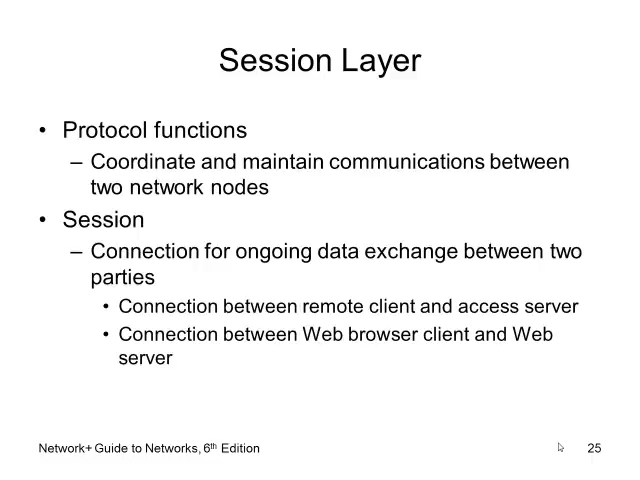 Session Layer
• Protocol functions
– Coordinate and maintain communications between
two network nodes
• Session
– Connection for ongoing data exchange between two
parties
• Connection between remote client and access server
• Connection between Web browser client and Web
server
Network+ Guide to Networks, 6th Edition 25